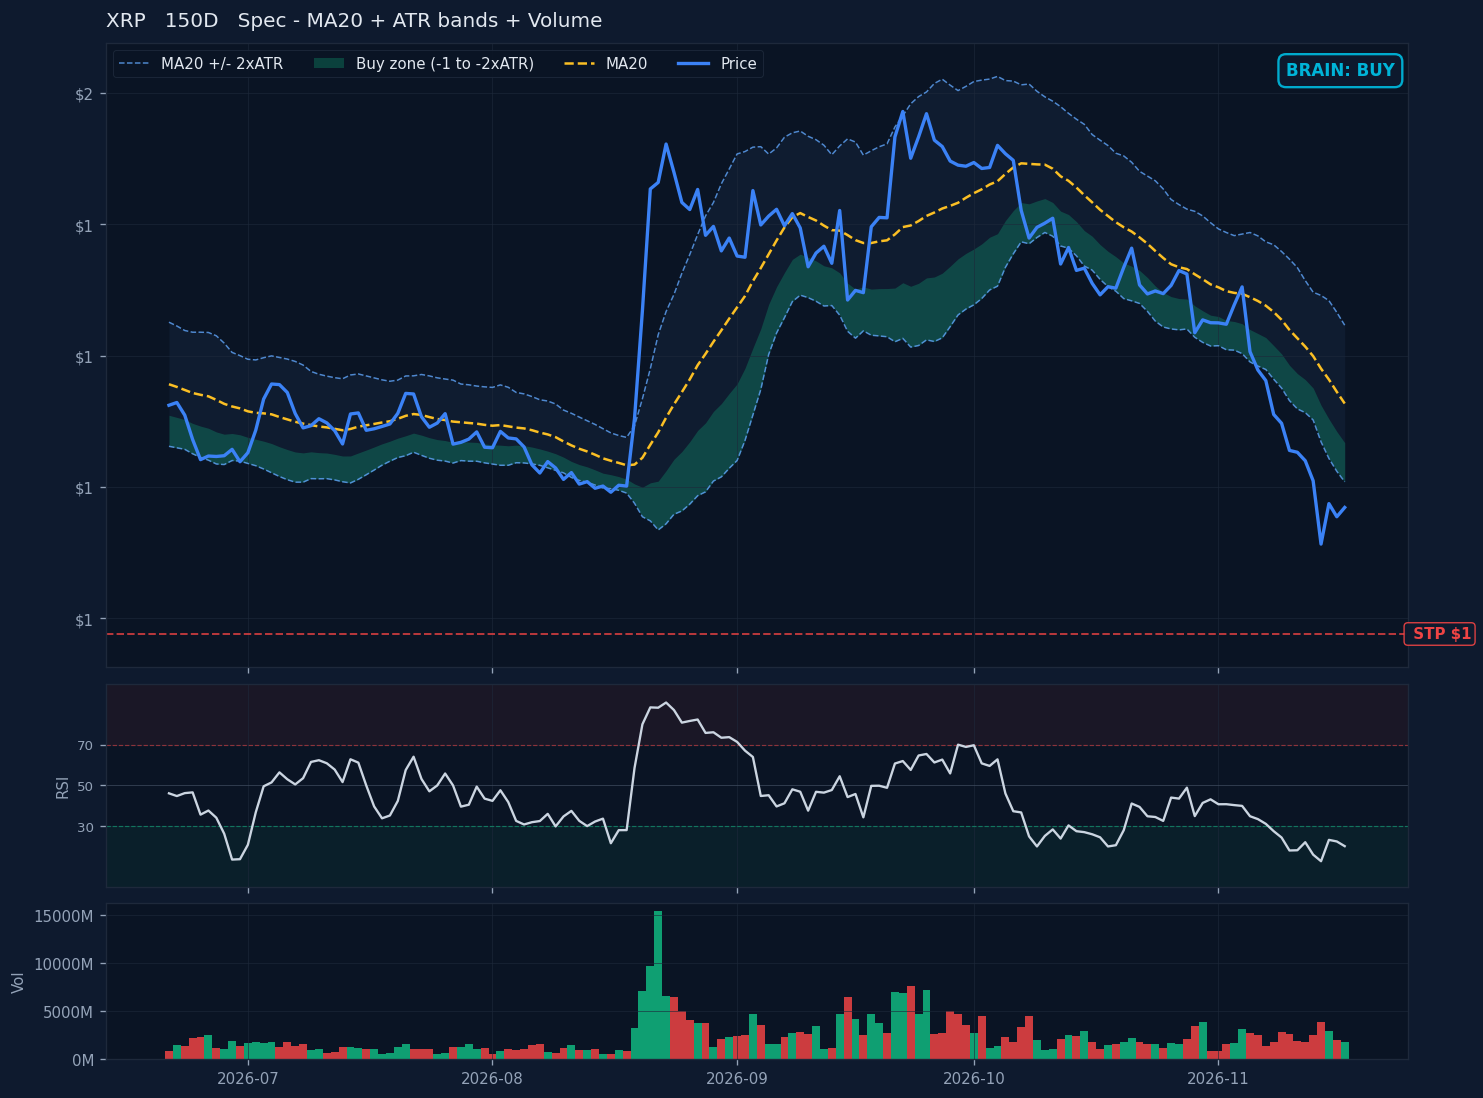 XRP 150D Spec - MA20 + ATR bands + Volume
MA20 +/- 2xATR
Buy zone (-1 to -2xATR)
MA20
Price
BRAIN: BUY
$2
$1
$1
$1
$1
STP $1
RSI
70
50
30
Vol
15000M
10000M
5000M
0M
2026-07
2026-08
2026-09
2026-10
2026-11